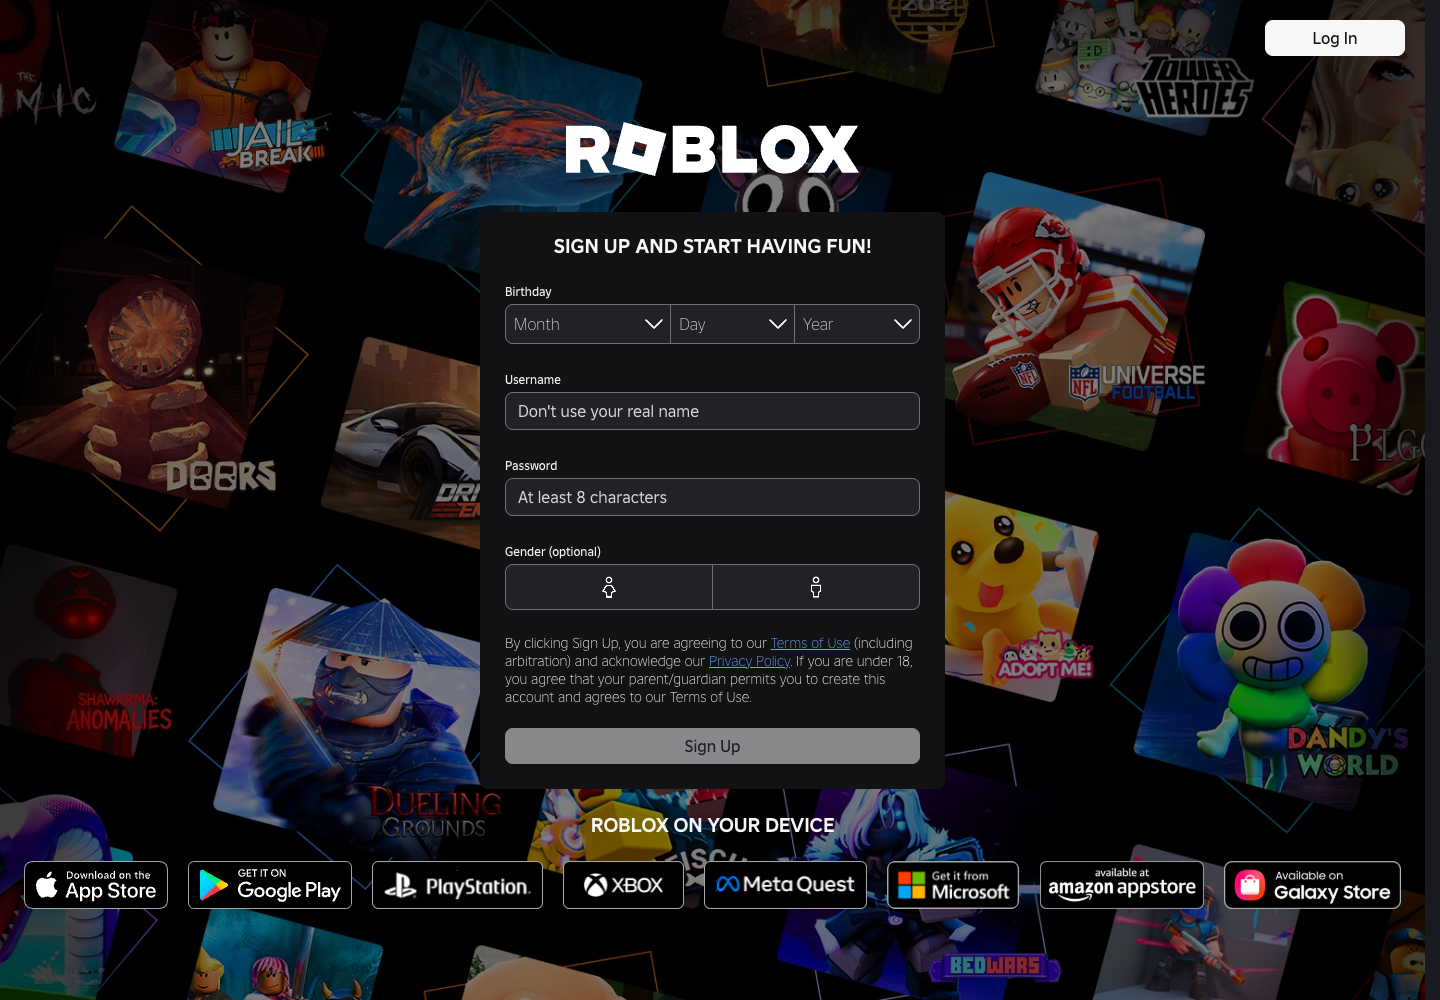 Log In
THE
MIC
JAIL
BREAK
TOWER
HEROES
ROBLOX
SIGN UP AND START HAVING FUN!
Birthday
Month
Day
Year
Username
Don't use your real name
Password
At least 8 characters
Gender (optional)
By clicking Sign Up, you are agreeing to our Terms of Use (including
arbitration) and acknowledge our Privacy Policy. If you are under 18,
you agree that your parent/guardian permits you to create this
account and agrees to our Terms of Use.
Sign Up
NFL
NFL UNIVERSE
FOOTBALL
DOORS
PIGG
ADOPT ME!
SHAWARMA:
ANOMALIES
DUELING
GROUNDS
DANDY'S
WORLD
ROBLOX ON YOUR DEVICE
FISCH
Download on the
App Store
GET IT ON
Google Play
PlayStation.
XBOX
Meta Quest
Get it from
Microsoft
available at
amazon appstore
Available on
Galaxy Store
BEDWARS